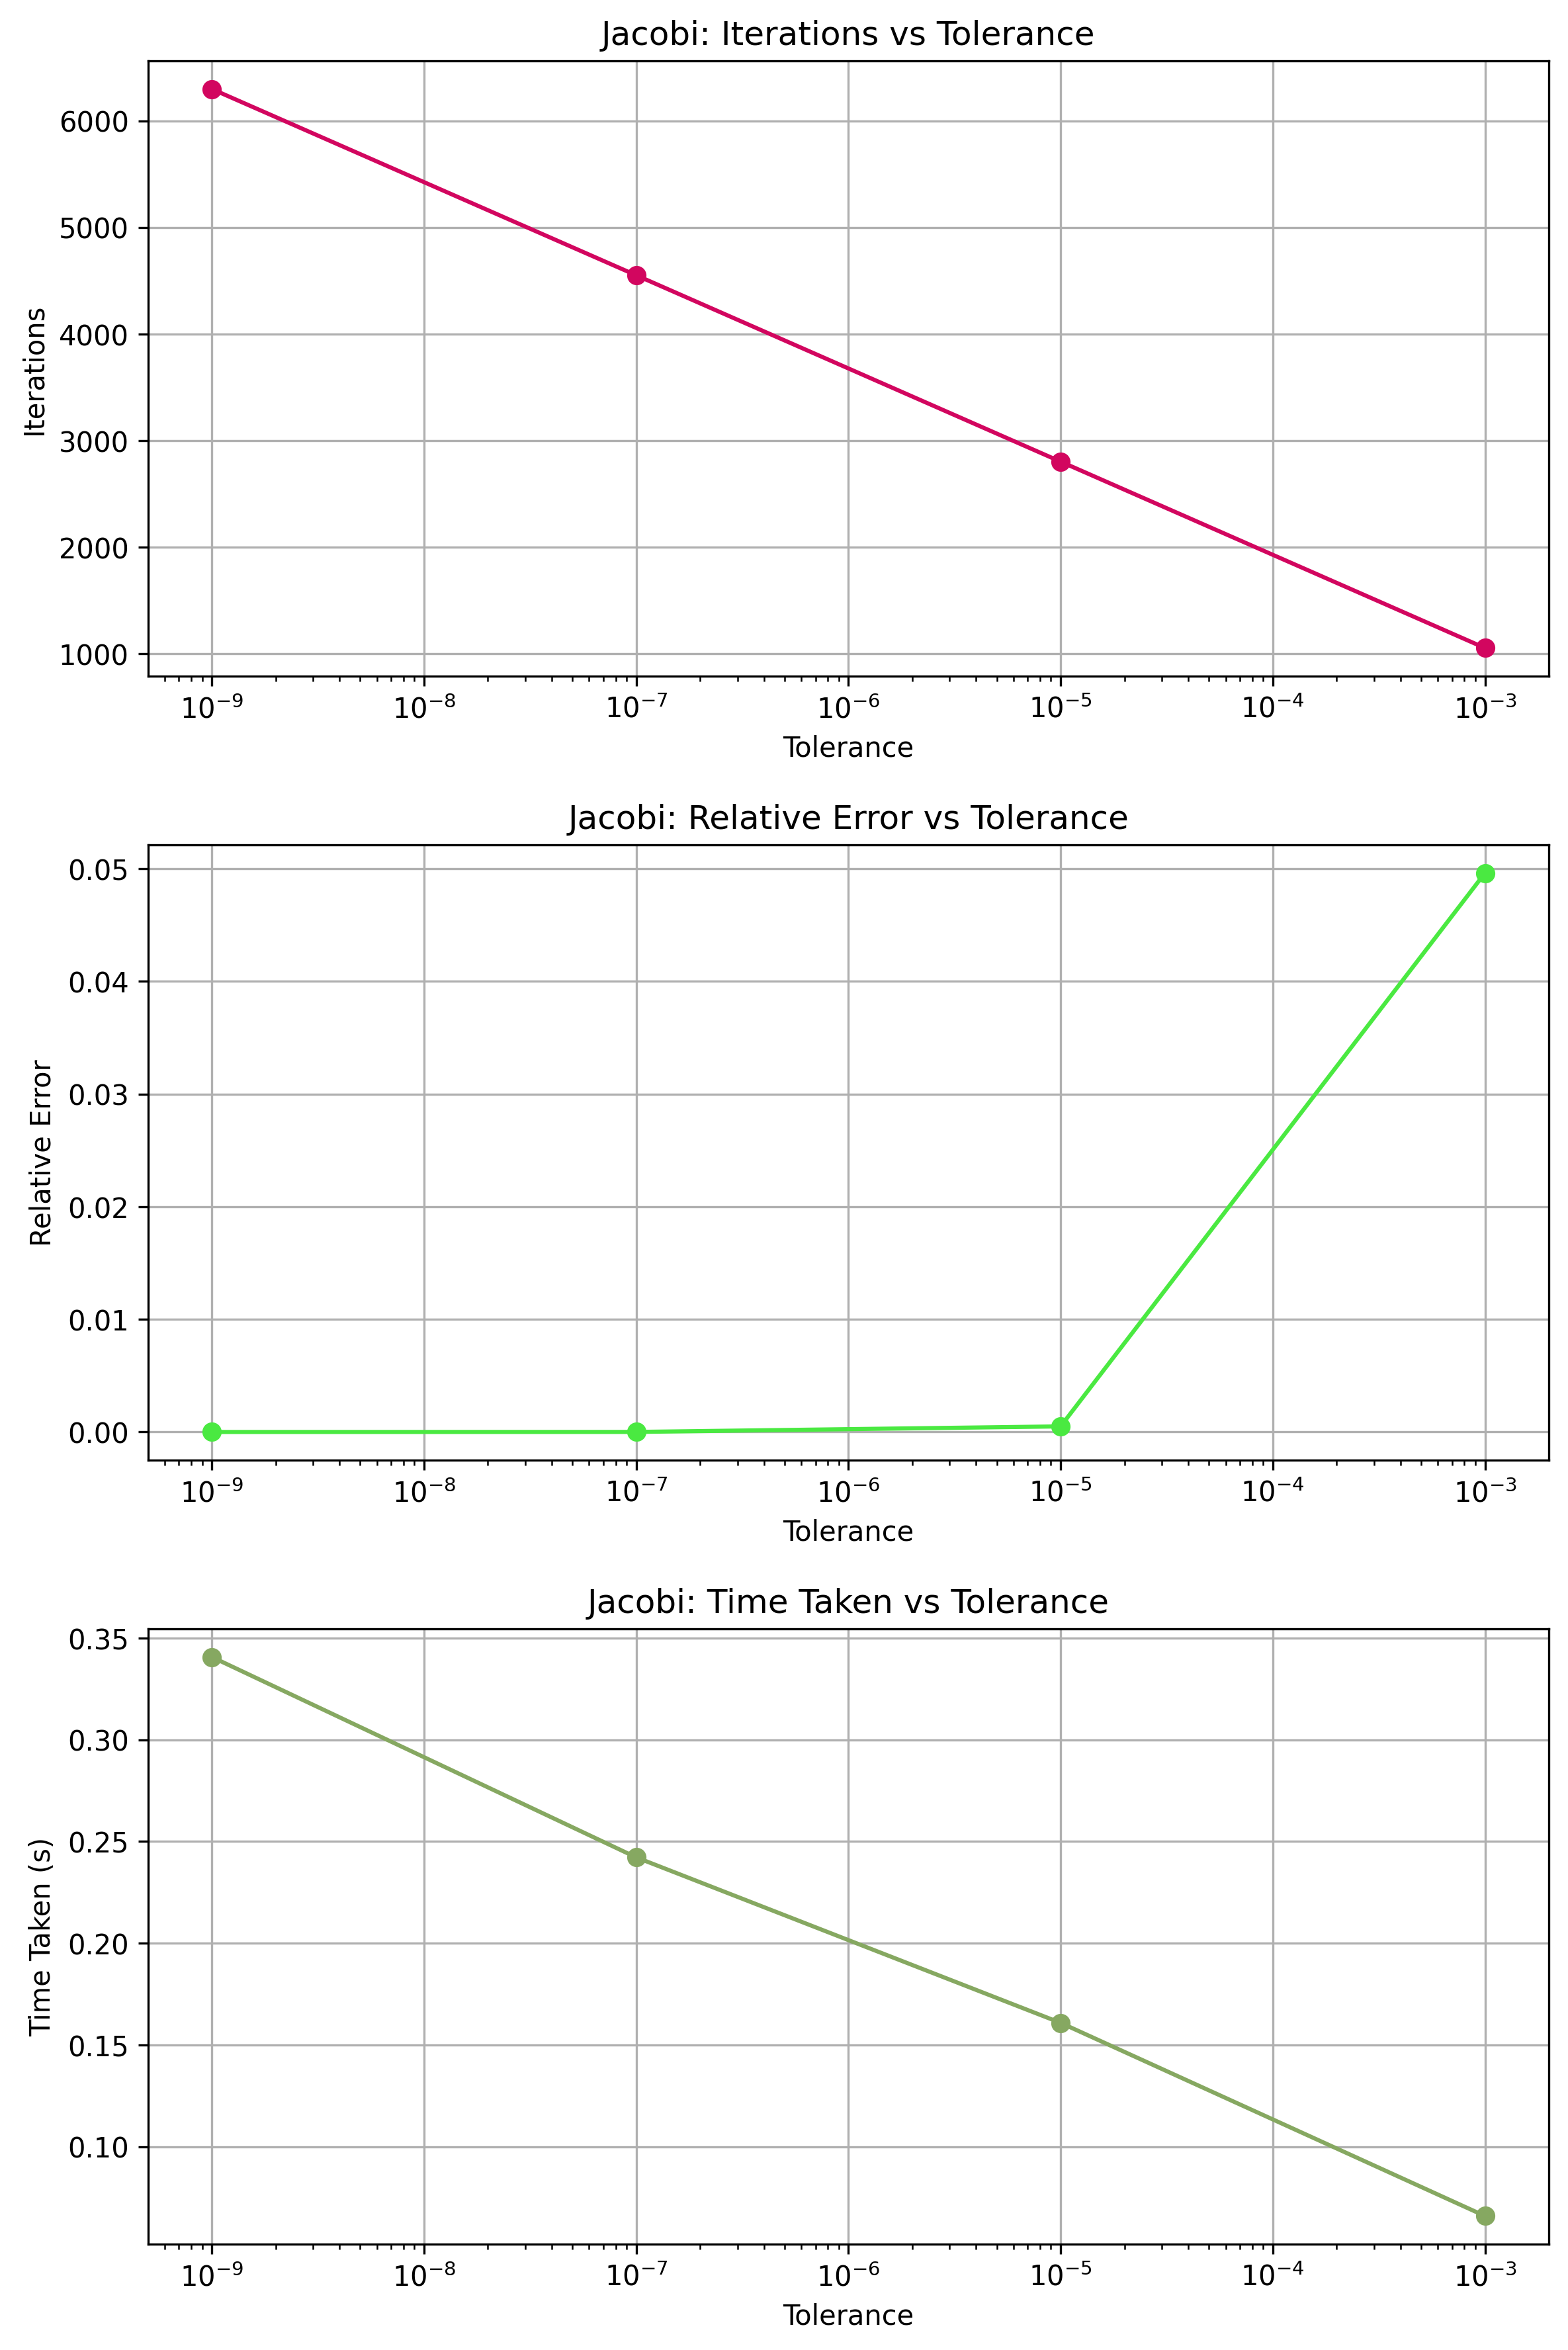 Jacobi: Iterations vs Tolerance
Iterations
6000
5000
4000
3000
2000
1000
10⁻⁹ 10⁻⁸ 10⁻⁷ 10⁻⁶ 10⁻⁵ 10⁻⁴ 10⁻³
Tolerance
Jacobi: Relative Error vs Tolerance
Relative Error
0.05
0.04
0.03
0.02
0.01
0.00
10⁻⁹ 10⁻⁸ 10⁻⁷ 10⁻⁶ 10⁻⁵ 10⁻⁴ 10⁻³
Tolerance
Jacobi: Time Taken vs Tolerance
Time Taken (s)
0.35
0.30
0.25
0.20
0.15
0.10
10⁻⁹ 10⁻⁸ 10⁻⁷ 10⁻⁶ 10⁻⁵ 10⁻⁴ 10⁻³
Tolerance